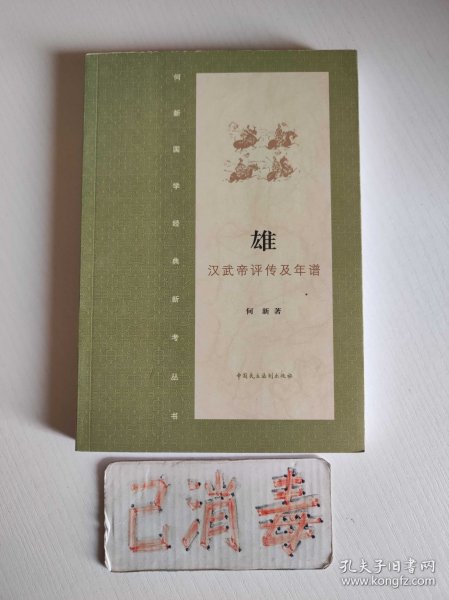 何新国学经典新考丛书
雄
汉武帝评传及年谱
何 新 著
中国民主法制出版社
已消毒
孔夫子旧书网
www.kongfz.com